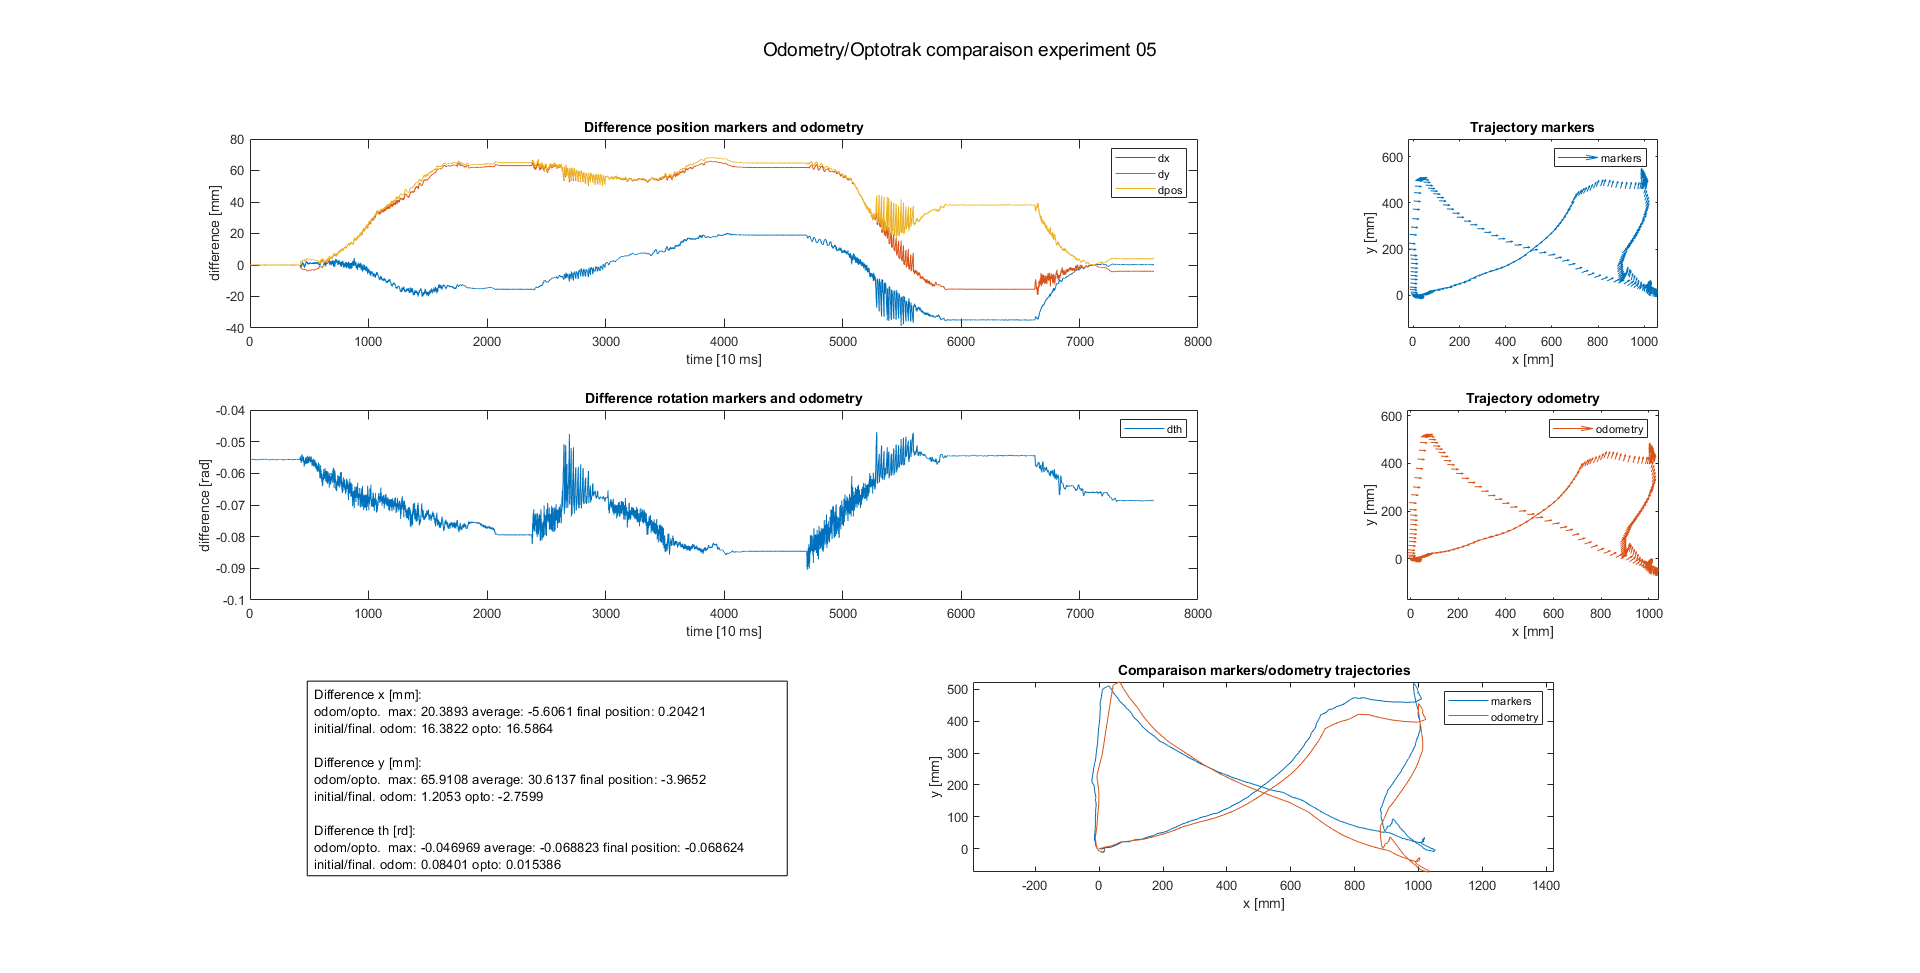 Odometry/Optotrak comparaison experiment 05
Difference position markers and odometry
80
60
40
20
0
-20
-40
difference [mm]
0 1000 2000 3000 4000 5000 6000 7000 8000
time [10 ms]
dx
dy
dpos
Trajectory markers
600
400
200
0
y [mm]
0 200 400 600 800 1000
x [mm]
markers
Difference rotation markers and odometry
-0.04
-0.05
-0.06
-0.07
-0.08
-0.09
-0.1
difference [rad]
0 1000 2000 3000 4000 5000 6000 7000 8000
time [10 ms]
dth
Trajectory odometry
600
400
200
0
y [mm]
0 200 400 600 800 1000
x [mm]
odometry
Difference x [mm]:
odom/opto. max: 20.3893 average: -5.6061 final position: 0.20421
initial/final. odom: 16.3822 opto: 16.5864
Difference y [mm]:
odom/opto. max: 65.9108 average: 30.6137 final position: -3.9652
initial/final. odom: 1.2053 opto: -2.7599
Difference th [rd]:
odom/opto. max: -0.046969 average: -0.068823 final position: -0.068624
initial/final. odom: 0.08401 opto: 0.015386
Comparaison markers/odometry trajectories
500
400
300
200
100
0
y [mm]
-200 0 200 400 600 800 1000 1200 1400
x [mm]
markers
odometry